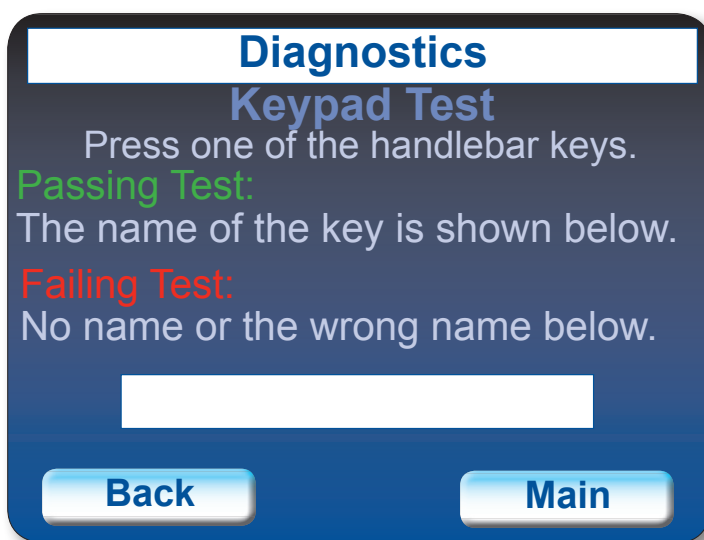 Diagnostics
Keypad Test
Press one of the handlebar keys.
Passing Test:
The name of the key is shown below.
Failing Test:
No name or the wrong name below.
Back
Main